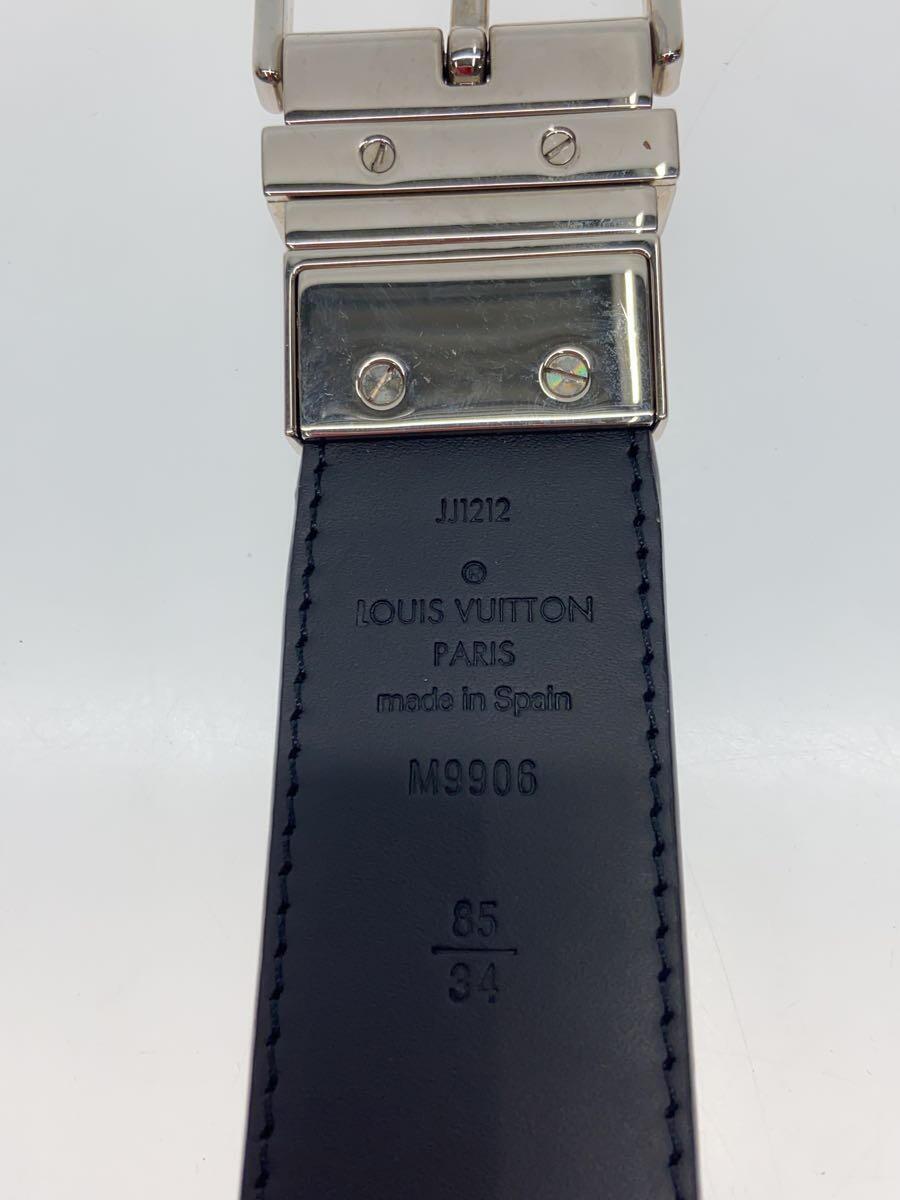 JJ1212
®
LOUIS VUITTON
PARIS
made in Spain
M9906
85
34